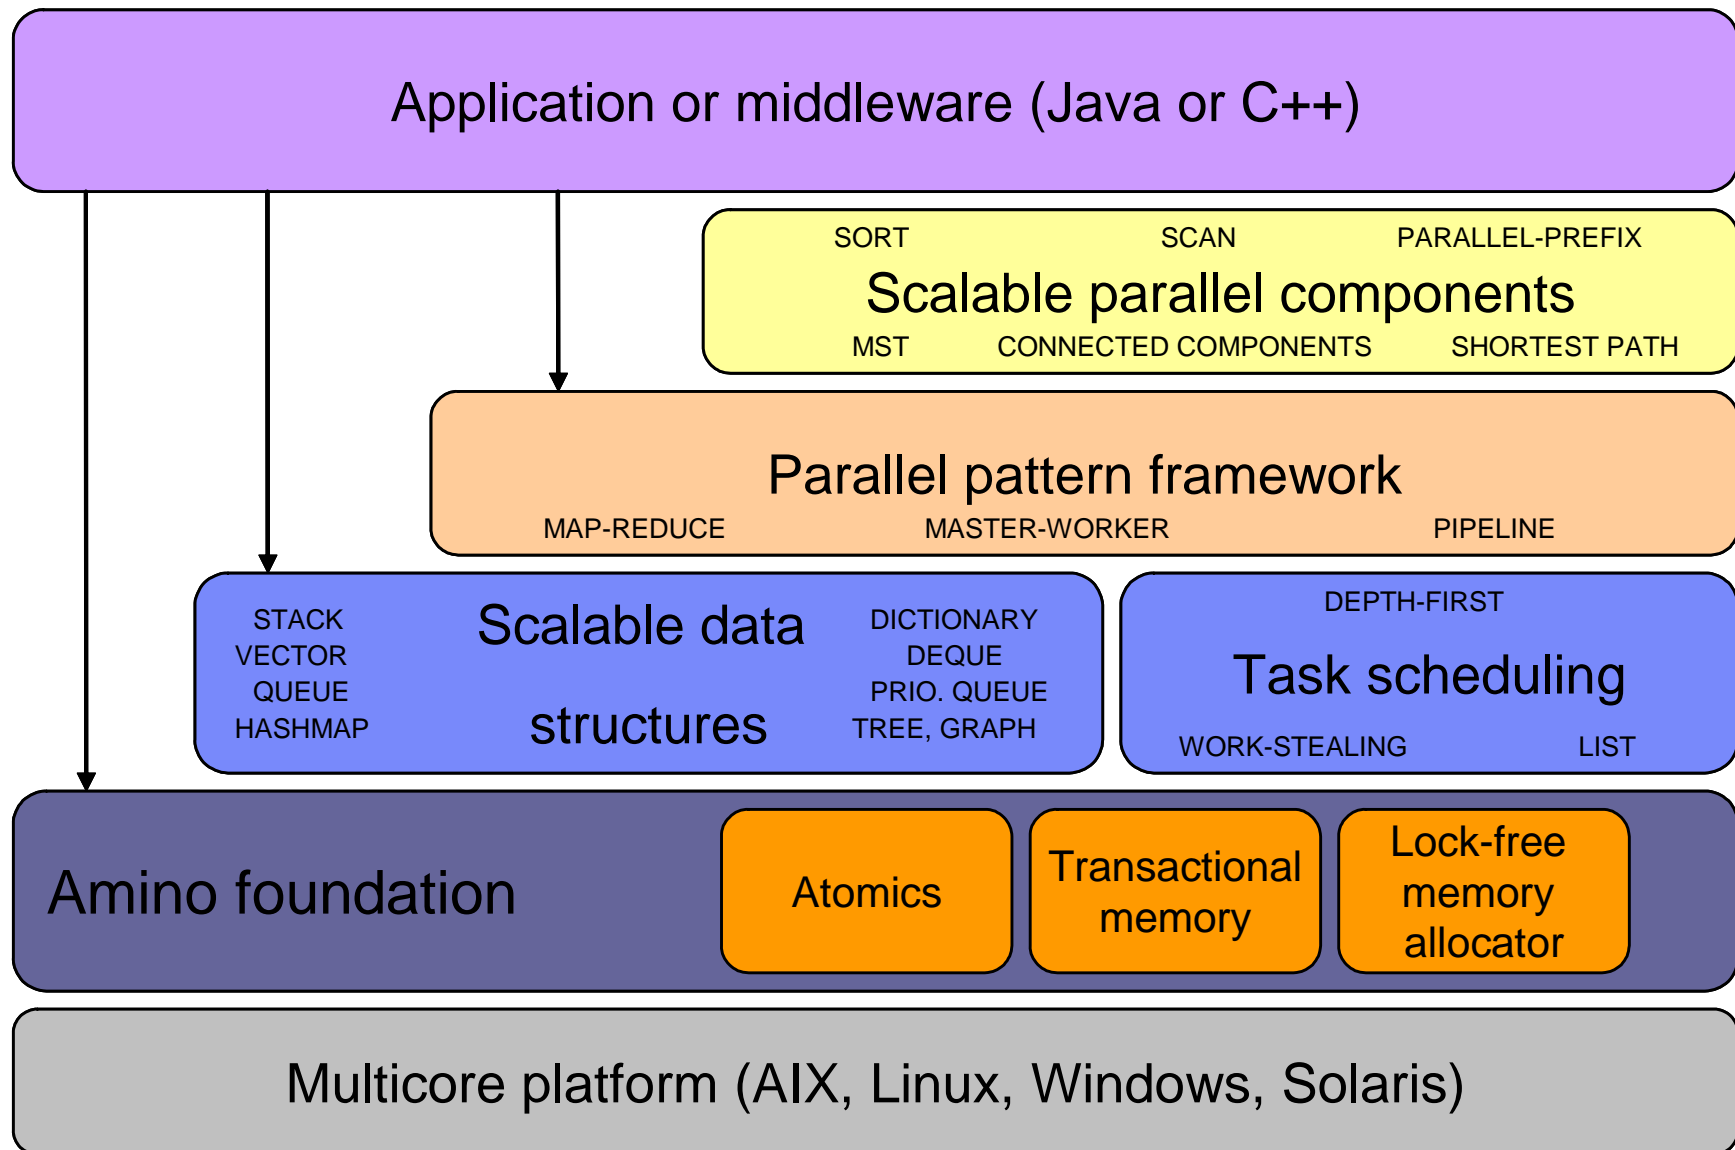 Application or middleware (Java or C++)
SORT SCAN PARALLEL-PREFIX
Scalable parallel components
MST CONNECTED COMPONENTS SHORTEST PATH
Parallel pattern framework
MAP-REDUCE MASTER-WORKER PIPELINE
STACK
VECTOR
QUEUE
HASHMAP
Scalable data
structures
DICTIONARY
DEQUE
PRIO. QUEUE
TREE, GRAPH
DEPTH-FIRST
Task scheduling
WORK-STEALING LIST
Amino foundation
Atomics
Transactional
memory
Lock-free
memory
allocator
Multicore platform (AIX, Linux, Windows, Solaris)